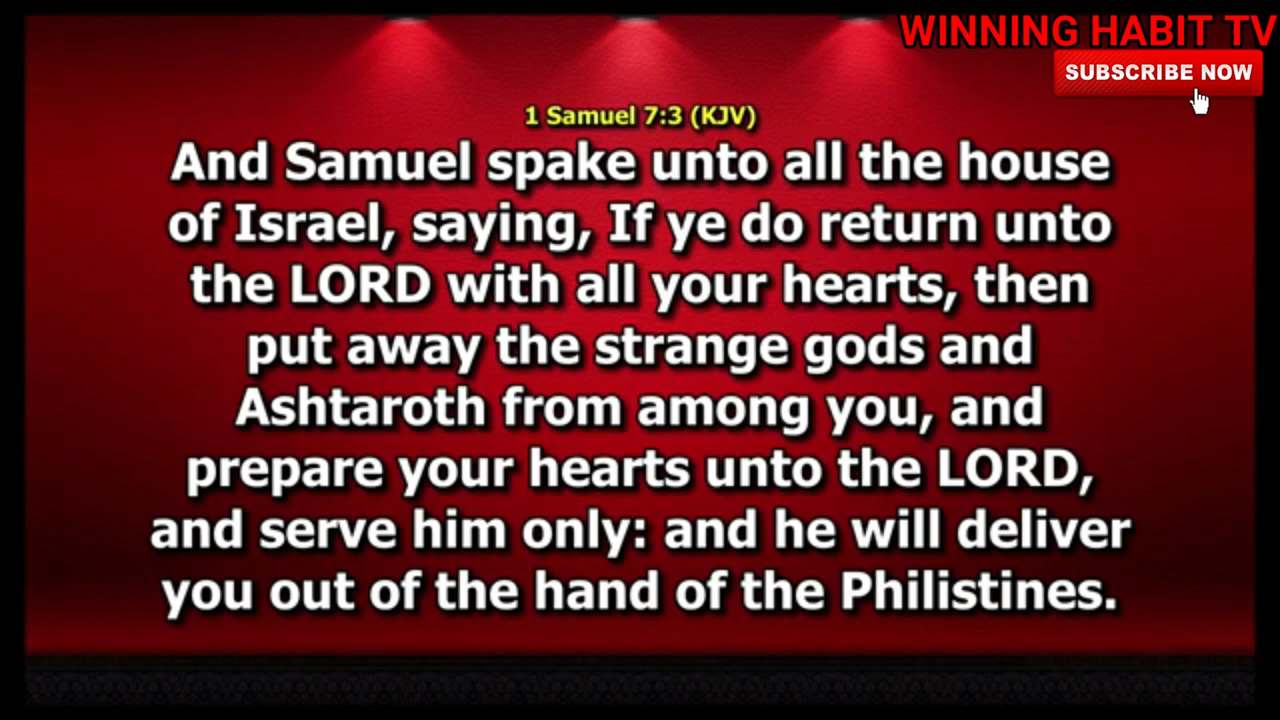 WINNING HABIT TV
SUBSCRIBE NOW
1 Samuel 7:3 (KJV)
And Samuel spake unto all the house
of Israel, saying, If ye do return unto
the LORD with all your hearts, then
put away the strange gods and
Ashtaroth from among you, and
prepare your hearts unto the LORD,
and serve him only: and he will deliver
you out of the hand of the Philistines.